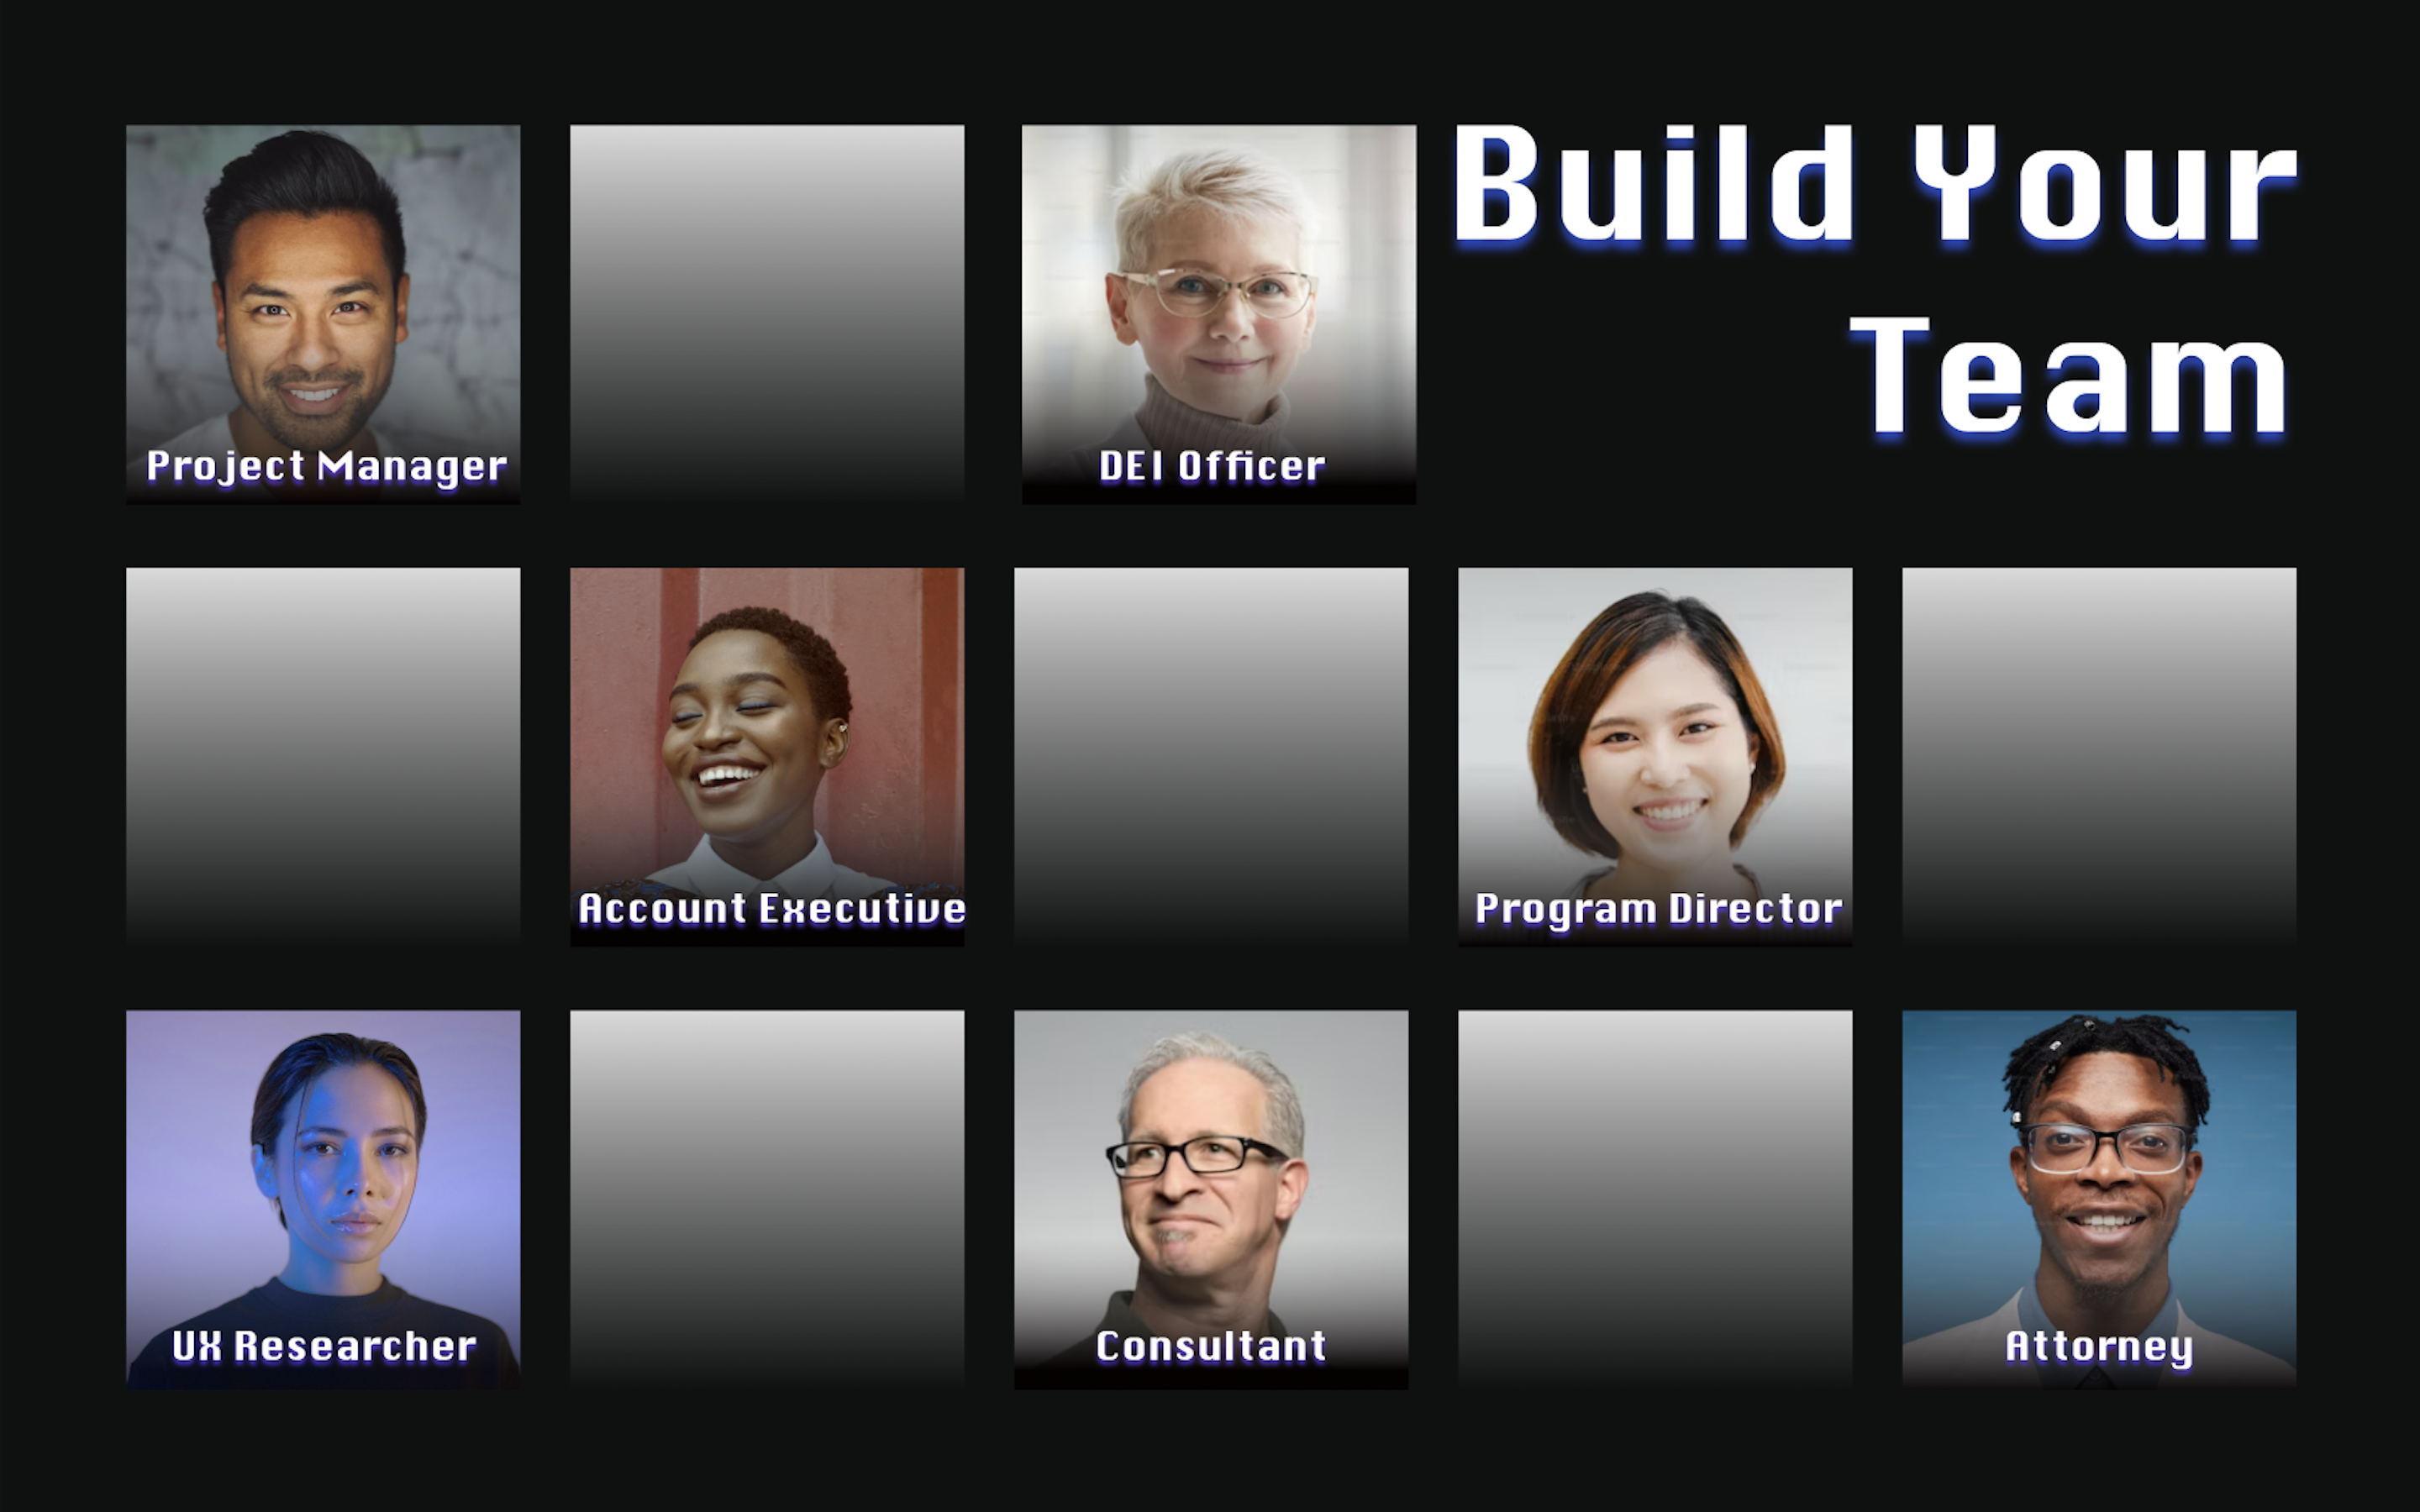 Build Your
Team
Project Manager
DEI Officer
Account Executive
Program Director
UX Researcher
Consultant
Attorney